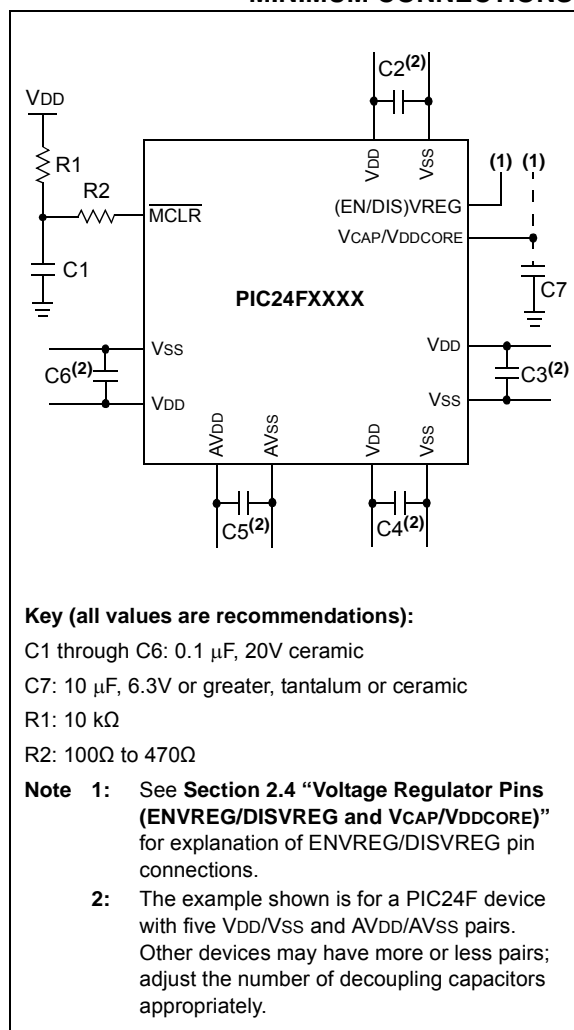 C2(2)
VDD
VDD
VSS
(1) (1)
R1
R2
(EN/DIS)VREG
MCLR
VCAP/VDDCORE
C1
C7
PIC24FXXXX
VSS
VDD
C6(2)
C3(2)
VDD
VSS
AVDD
AVSS
VDD
VSS
C5(2)
C4(2)
Key (all values are recommendations):
C1 through C6: 0.1 μF, 20V ceramic
C7: 10 μF, 6.3V or greater, tantalum or ceramic
R1: 10 kΩ
R2: 100Ω to 470Ω
Note 1: See Section 2.4 “Voltage Regulator Pins
(ENVREG/DISVREG and VCAP/VDDCORE)”
for explanation of ENVREG/DISVREG pin
connections.
2: The example shown is for a PIC24F device
with five VDD/VSS and AVDD/AVSS pairs.
Other devices may have more or less pairs;
adjust the number of decoupling capacitors
appropriately.